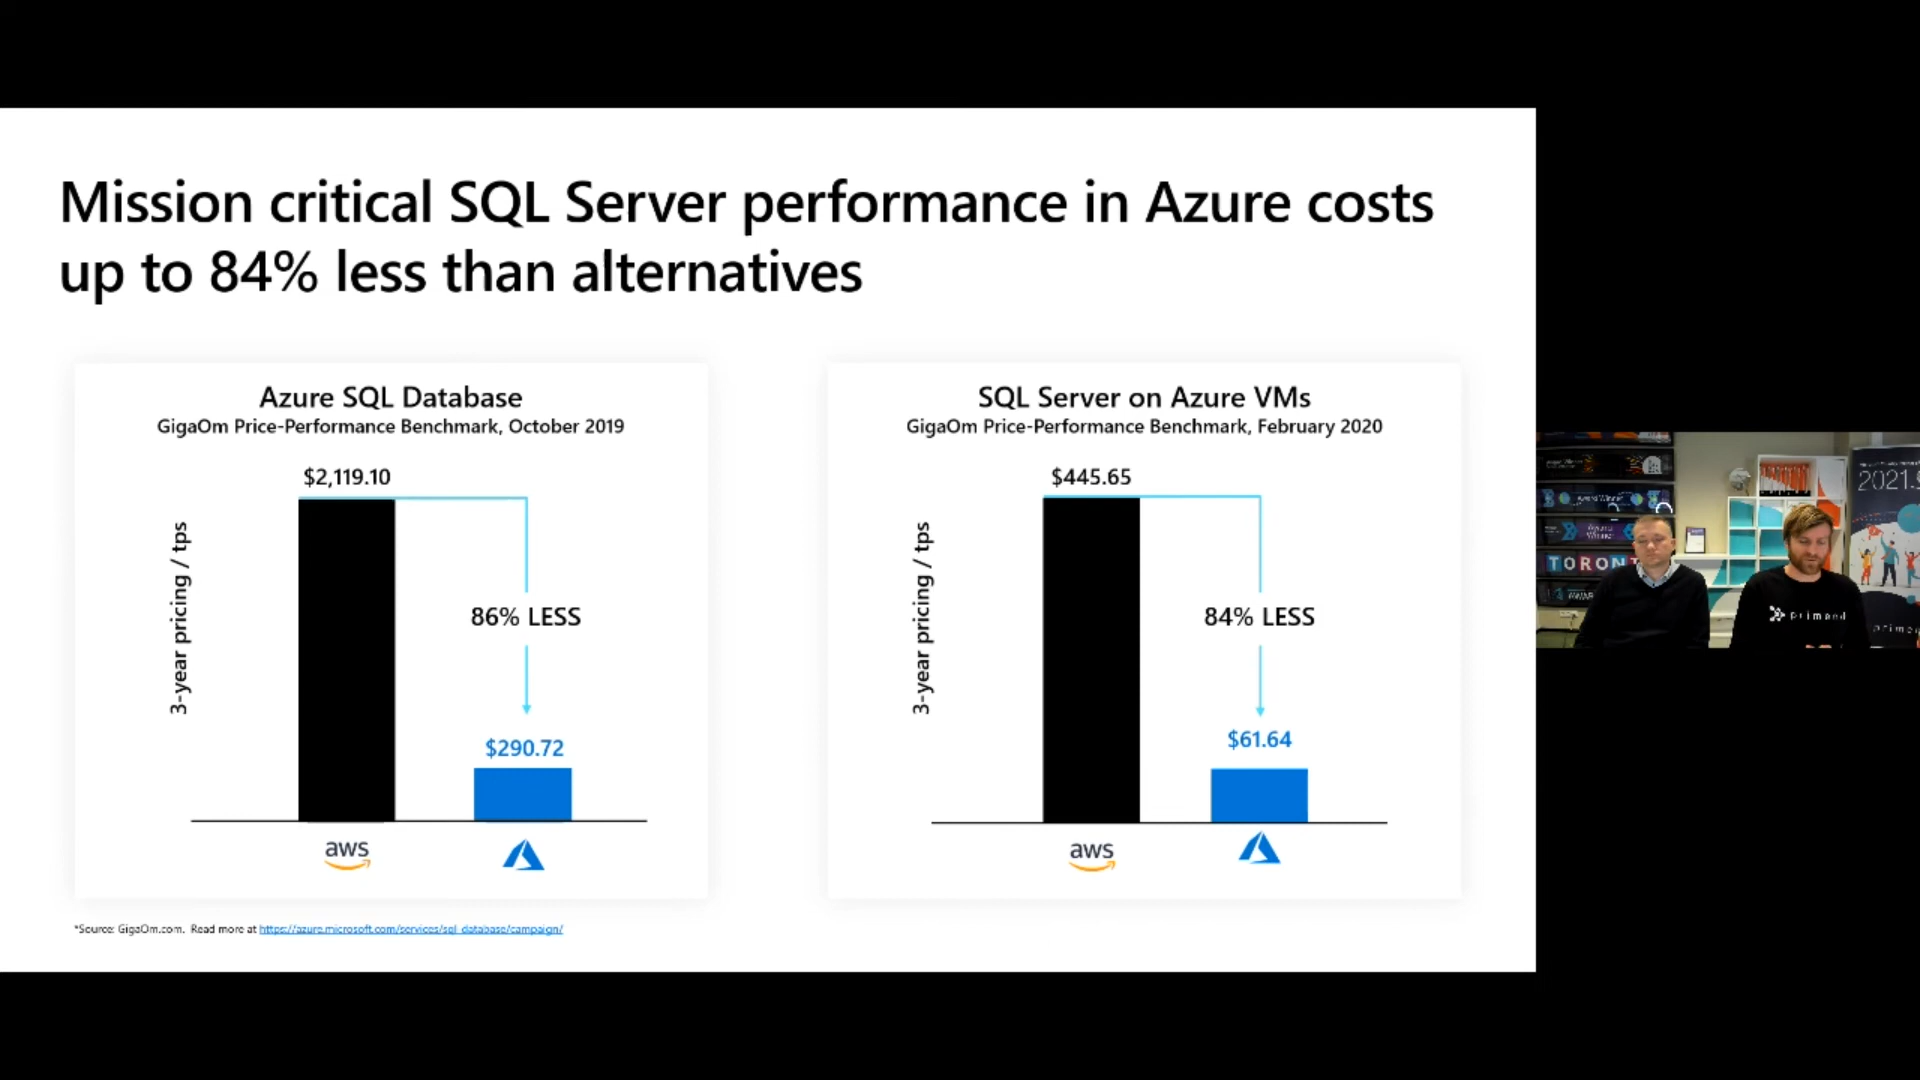 Mission critical SQL Server performance in Azure costs
up to 84% less than alternatives
Azure SQL Database
GigaOm Price-Performance Benchmark, October 2019
$2,119.10
3-year pricing / tps
86% LESS
$290.72
aws
SQL Server on Azure VMs
GigaOm Price-Performance Benchmark, February 2020
$445.65
3-year pricing / tps
84% LESS
$61.64
aws
*Source: GigaOm.com. Read more at https://azure.microsoft.com/services/sql-database/campaign/
Award Winner
TORONT
2021
primend